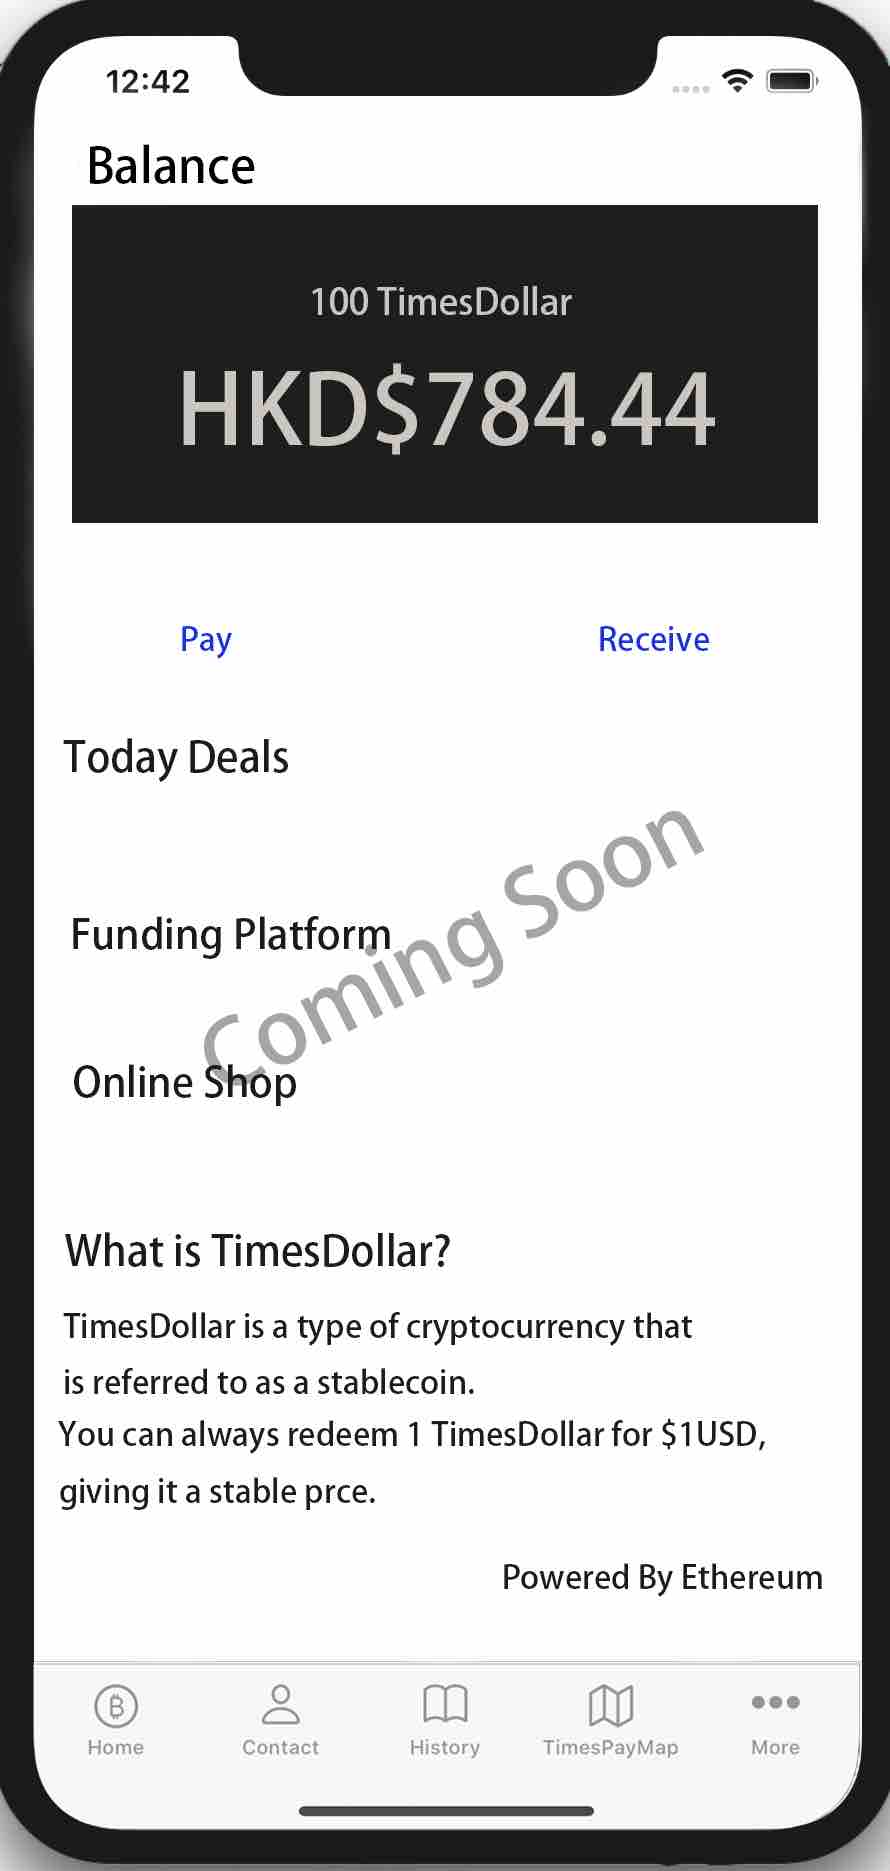 12:42
Balance
100 TimesDollar
HKD$784.44
Pay
Receive
Today Deals
Coming Soon
Funding Platform
Online Shop
What is TimesDollar?
TimesDollar is a type of cryptocurrency that
is referred to as a stablecoin.
You can always redeem 1 TimesDollar for $1USD,
giving it a stable prce.
Powered By Ethereum
Home
Contact
History
TimesPayMap
More